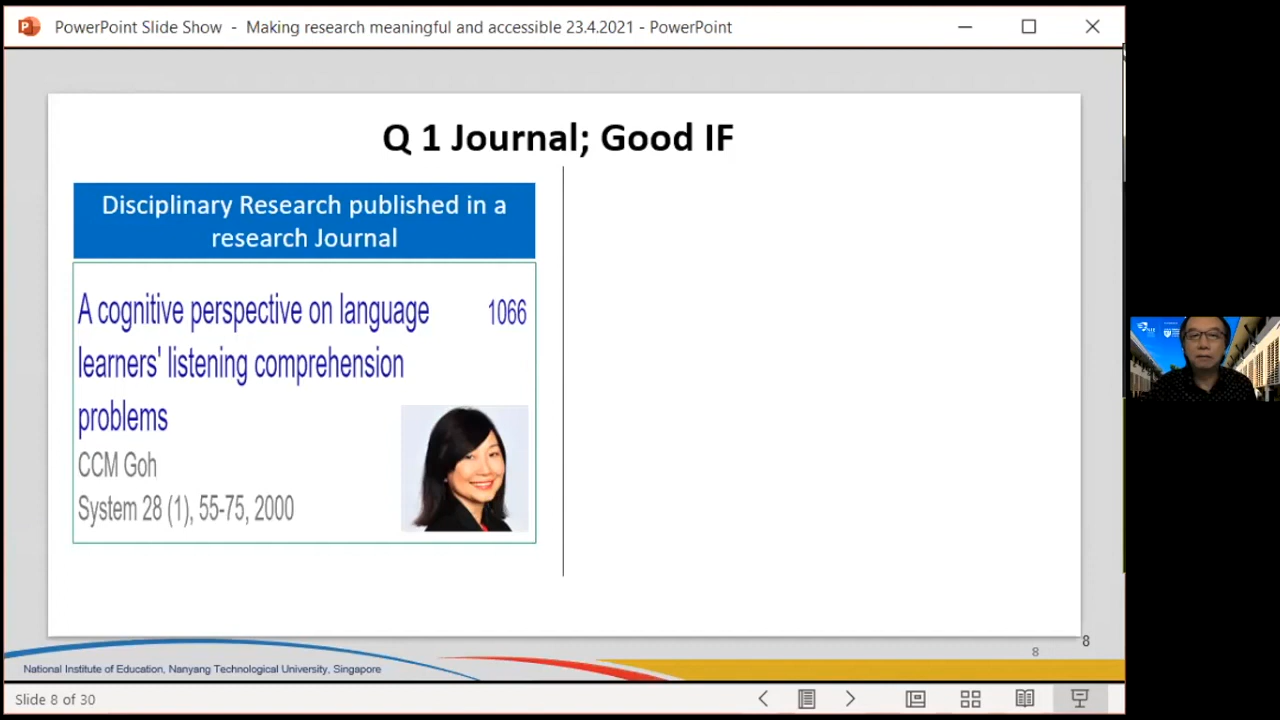 PowerPoint Slide Show - Making research meaningful and accessible 23.4.2021 - PowerPoint
Q 1 Journal; Good IF
Disciplinary Research published in a
research Journal
A cognitive perspective on language 1066
learners' listening comprehension
problems
CCM Goh
System 28 (1), 55-75, 2000
8
8
National Institute of Education, Nanyang Technological University, Singapore
Slide 8 of 30